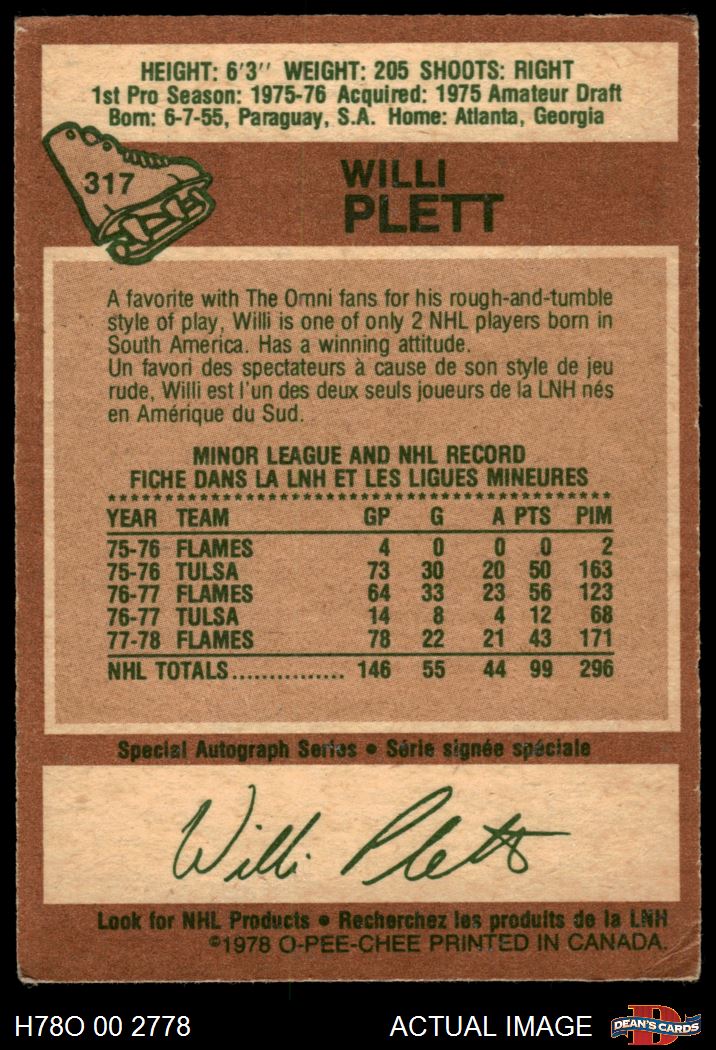 HEIGHT: 6'3'' WEIGHT: 205 SHOOTS: RIGHT
1st Pro Season: 1975-76 Acquired: 1975 Amateur Draft
Born: 6-7-55, Paraguay, S.A. Home: Atlanta, Georgia
317
WILLI
PLETT
A favorite with The Omni fans for his rough-and-tumble
style of play, Willi is one of only 2 NHL players born in
South America. Has a winning attitude.
Un favori des spectateurs à cause de son style de jeu
rude, Willi est l'un des deux seuls joueurs de la LNH nés
en Amérique du Sud.
MINOR LEAGUE AND NHL RECORD
FICHE DANS LA LNH ET LES LIGUES MINEURES
YEAR TEAM GP G A PTS PIM
75-76 FLAMES 4 0 0 0 2
75-76 TULSA 73 30 20 50 163
76-77 FLAMES 64 33 23 56 123
76-77 TULSA 14 8 4 12 68
77-78 FLAMES 78 22 21 43 171
NHL TOTALS............... 146 55 44 99 296
Special Autograph Series • Série signée spéciale
Willi Plett
Look for NHL Products • Recherchez les produits de la LNH
©1978 O-PEE-CHEE PRINTED IN CANADA.
H78O 00 2778 ACTUAL IMAGE DEAN'S CARDS